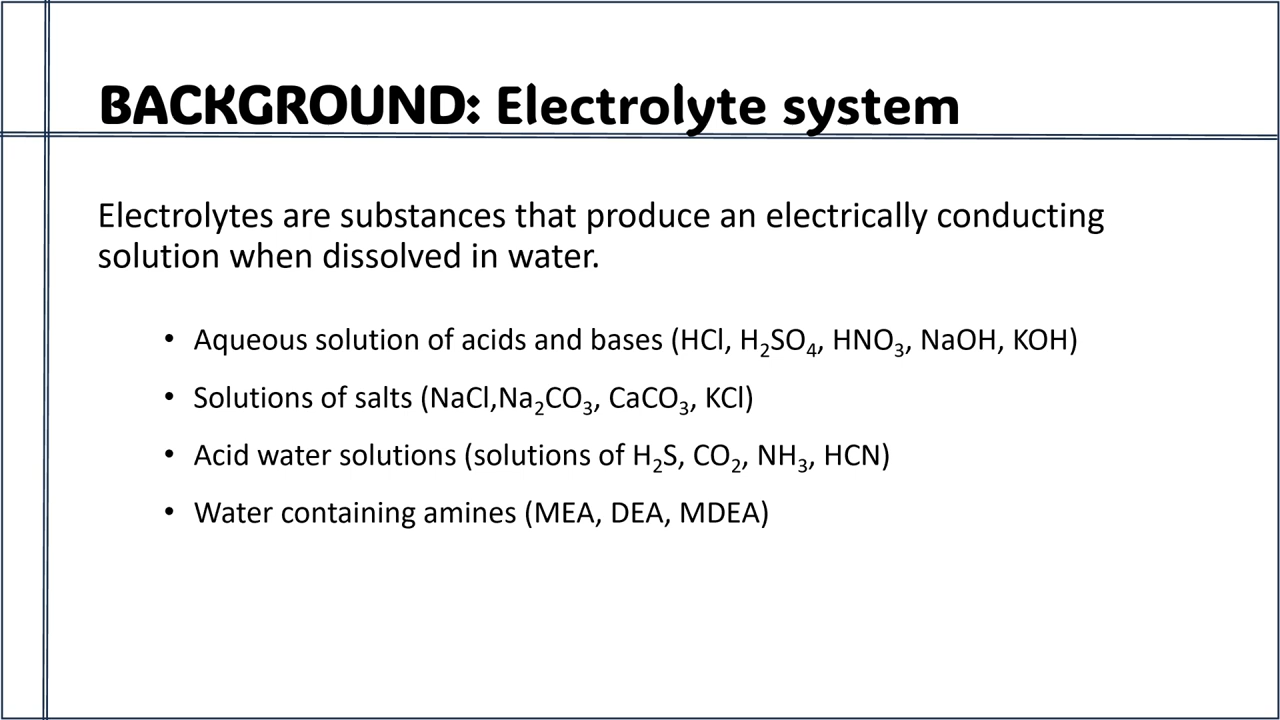 BACKGROUND: Electrolyte system
Electrolytes are substances that produce an electrically conducting
solution when dissolved in water.
• Aqueous solution of acids and bases (HCl, H₂SO₄, HNO₃, NaOH, KOH)
• Solutions of salts (NaCl,Na₂CO₃, CaCO₃, KCl)
• Acid water solutions (solutions of H₂S, CO₂, NH₃, HCN)
• Water containing amines (MEA, DEA, MDEA)